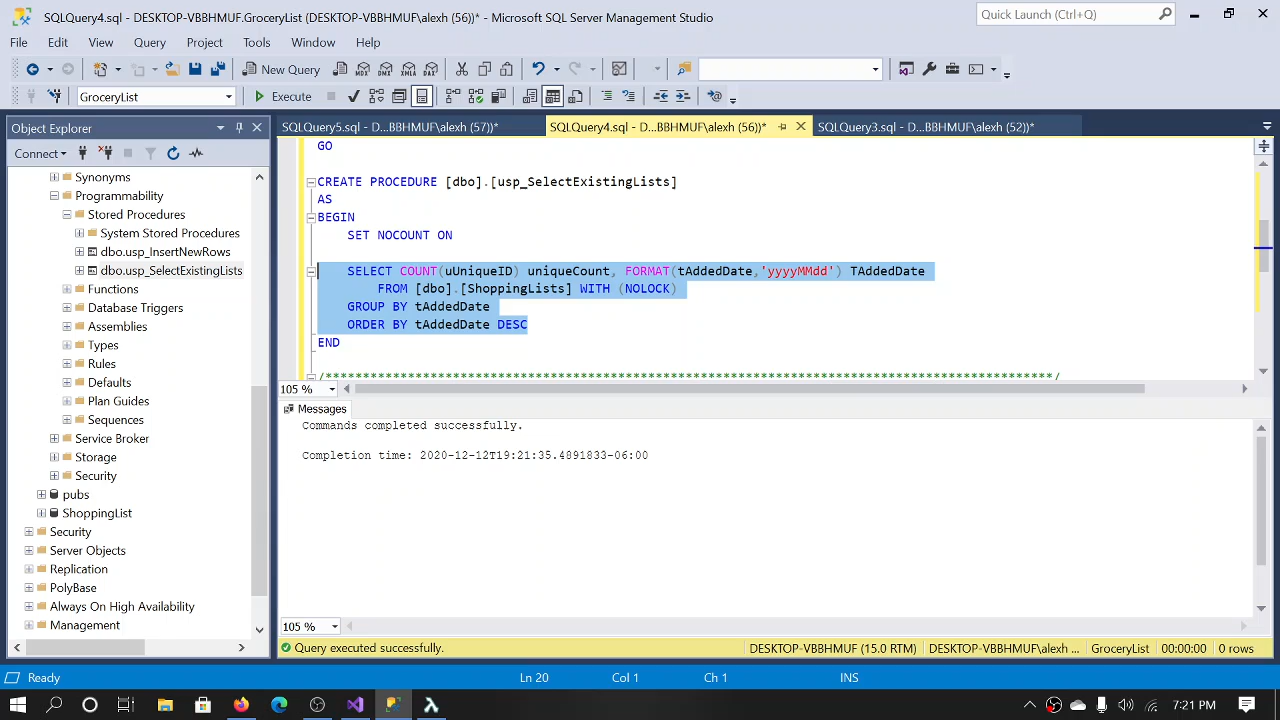 SQLQuery4.sql - DESKTOP-VBBHMUF.GroceryList (DESKTOP-VBBHMUF\alexh (56))* - Microsoft SQL Server Management Studio
Quick Launch (Ctrl+Q)
File Edit View Query Project Tools Window Help
New Query
MDX DMX XMLA DAX
GroceryList
Execute
Object Explorer
SQLQuery5.sql - D...BBHMUF\alexh (57))*
SQLQuery4.sql - D...BBHMUF\alexh (56))*
SQLQuery3.sql - D...BBHMUF\alexh (52))*
Connect
Synonyms
Programmability
Stored Procedures
System Stored Procedures
dbo.usp_InsertNewRows
dbo.usp_SelectExistingLists
Functions
Database Triggers
Assemblies
Types
Rules
Defaults
Plan Guides
Sequences
Service Broker
Storage
Security
pubs
ShoppingList
Security
Server Objects
Replication
PolyBase
Always On High Availability
Management
GO
CREATE PROCEDURE [dbo].[usp_SelectExistingLists]
AS
BEGIN
SET NOCOUNT ON
SELECT COUNT(uUniqueID) uniqueCount, FORMAT(tAddedDate,'yyyyMMdd') TAddedDate
FROM [dbo].[ShoppingLists] WITH (NOLOCK)
GROUP BY tAddedDate
ORDER BY tAddedDate DESC
END
/*************************************************************************************************/
105 %
Messages
Commands completed successfully.
Completion time: 2020-12-12T19:21:35.4891833-06:00
105 %
Query executed successfully.
DESKTOP-VBBHMUF (15.0 RTM)
DESKTOP-VBBHMUF\alexh ...
GroceryList
00:00:00
0 rows
Ready
Ln 20
Col 1
Ch 1
INS
7:21 PM